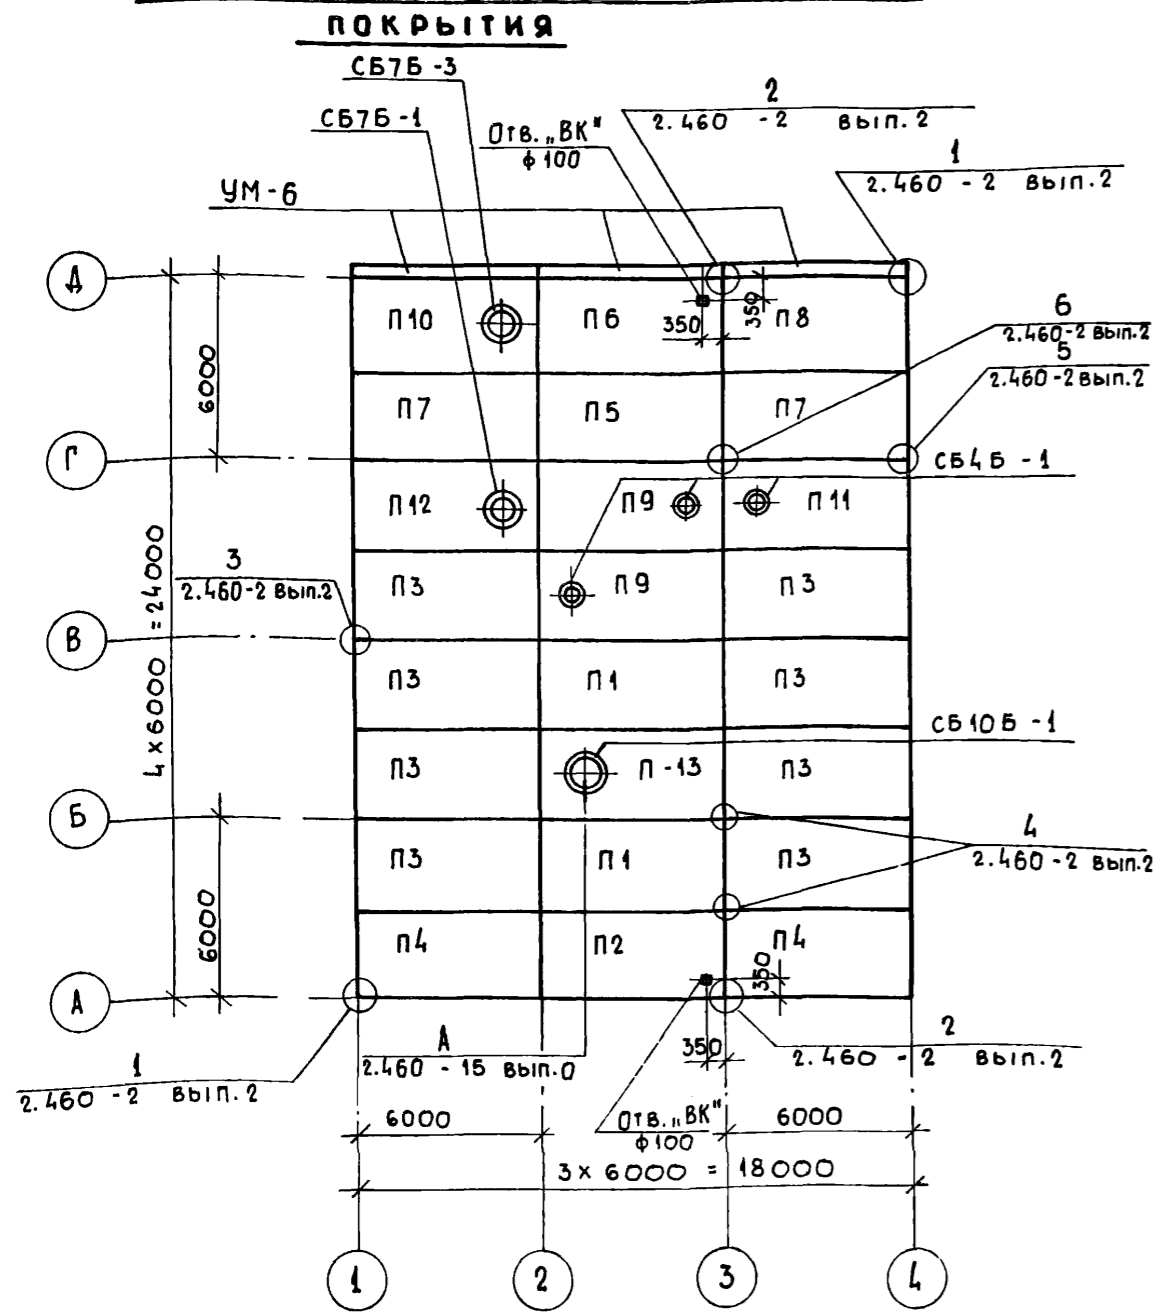 ПОКРЫТИЯ
СБ7Б-3
2
2.460-2 вып.2
СБ7Б-1
Отв. „ВК"
ф100
1
2.460-2 вып.2
УМ-6
Д
П10
П6
350
350
П8
6
2.460-2 вып.2
6000
П7
П5
П7
5
2.460-2 вып.2
Г
СБ4Б-1
П12
П9
П11
3
2.460-2 вып.2
П3
П9
П3
4х6000=24000
В
П3
П1
П3
СБ10Б-1
П3
П-13
П3
Б
4
2.460-2 вып.2
П3
П1
П3
6000
П4
П2
П4
350
А
1
2.460-2 вып.2
А
2.460-15 вып.0
350
2
2.460-2 вып.2
6000
Отв. „ВК"
ф100
6000
3х6000=18000
1
2
3
4